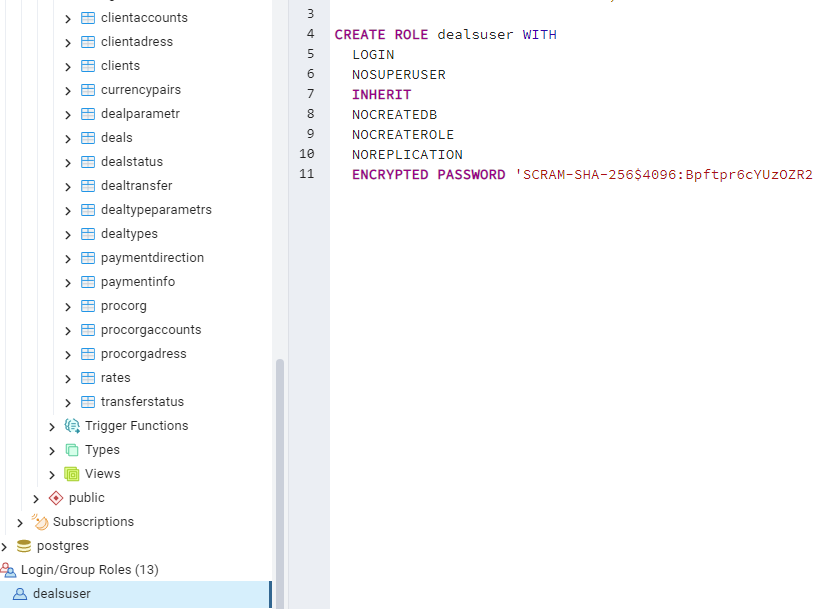 clientaccounts
clientadress
clients
currencypairs
dealparametr
deals
dealstatus
dealtransfer
dealtypeparametrs
dealtypes
paymentdirection
paymentinfo
procorg
procorgaccounts
procorgadress
rates
transferstatus
Trigger Functions
Types
Views
public
Subscriptions
postgres
Login/Group Roles (13)
dealsuser
3
4 CREATE ROLE dealsuser WITH
5 LOGIN
6 NOSUPERUSER
7 INHERIT
8 NOCREATEDB
9 NOCREATEROLE
10 NOREPLICATION
11 ENCRYPTED PASSWORD 'SCRAM-SHA-256$4096:Bpftpr6cYUzOZR2